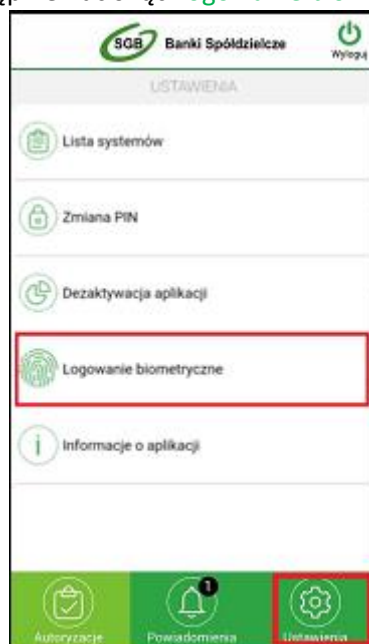 SGB Banki Spółdzielcze
Wyloguj
USTAWIENIA
Lista systemów
Zmiana PIN
Dezaktywacja aplikacji
Logowanie biometryczne
Informacje o aplikacji
1
Autoryzacje Powiadomienia Ustawienia